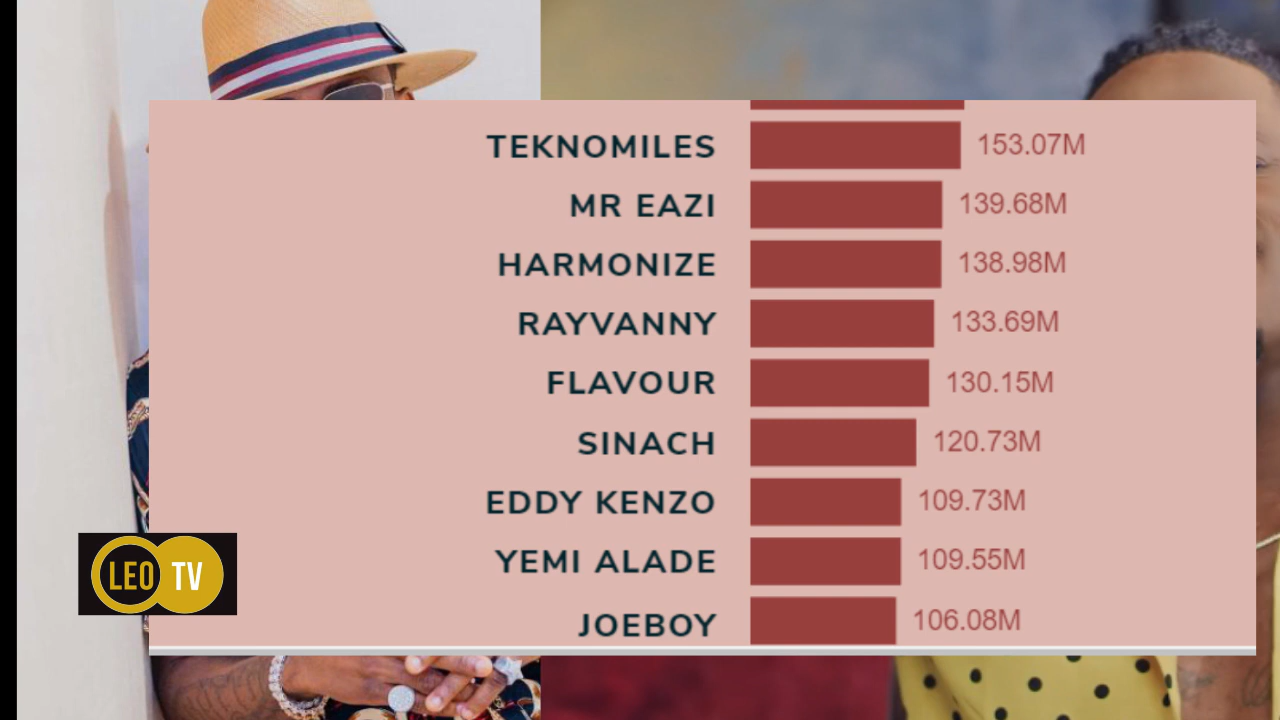 TEKNOMILES 153.07M
MR EAZI 139.68M
HARMONIZE 138.98M
RAYVANNY 133.69M
FLAVOUR 130.15M
SINACH 120.73M
EDDY KENZO 109.73M
YEMI ALADE 109.55M
JOEBOY 106.08M
LEO TV